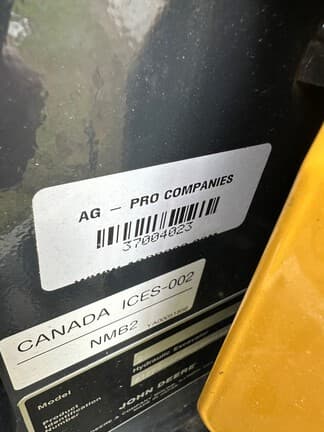 AG - PRO COMPANIES
37004023
CANADA ICES-002
NMB2
Hydraulic Excavator
Model
Product
Identification
Number
JOHN DEERE